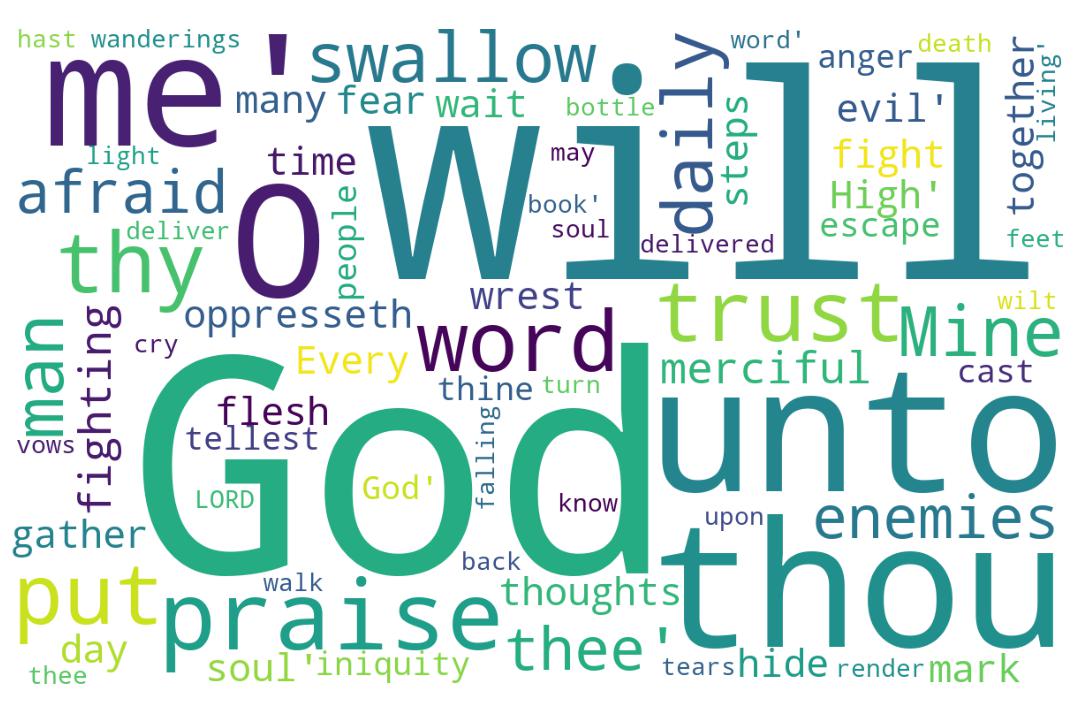 hast wanderings
me'
'
swallow
will
daily
word'
anger
death
many
fear
wait
bottle
steps
evil'
together
living'
light
time
may
fight
afraid
O
people
book'
High'
soul
escape
thy
deliver
delivered
feet
oppresseth
wrest
trust
wilt
man
fighting
cry
Every
word
Mine
merciful
cast
God
thine
turn
unto
flesh
tellest
vows
falling
LORD
God'
know
upon
enemies
gather
back
thou
put
walk
praise
thoughts
day
thee'
soul'
iniquity
tears
hide
render
mark
thee